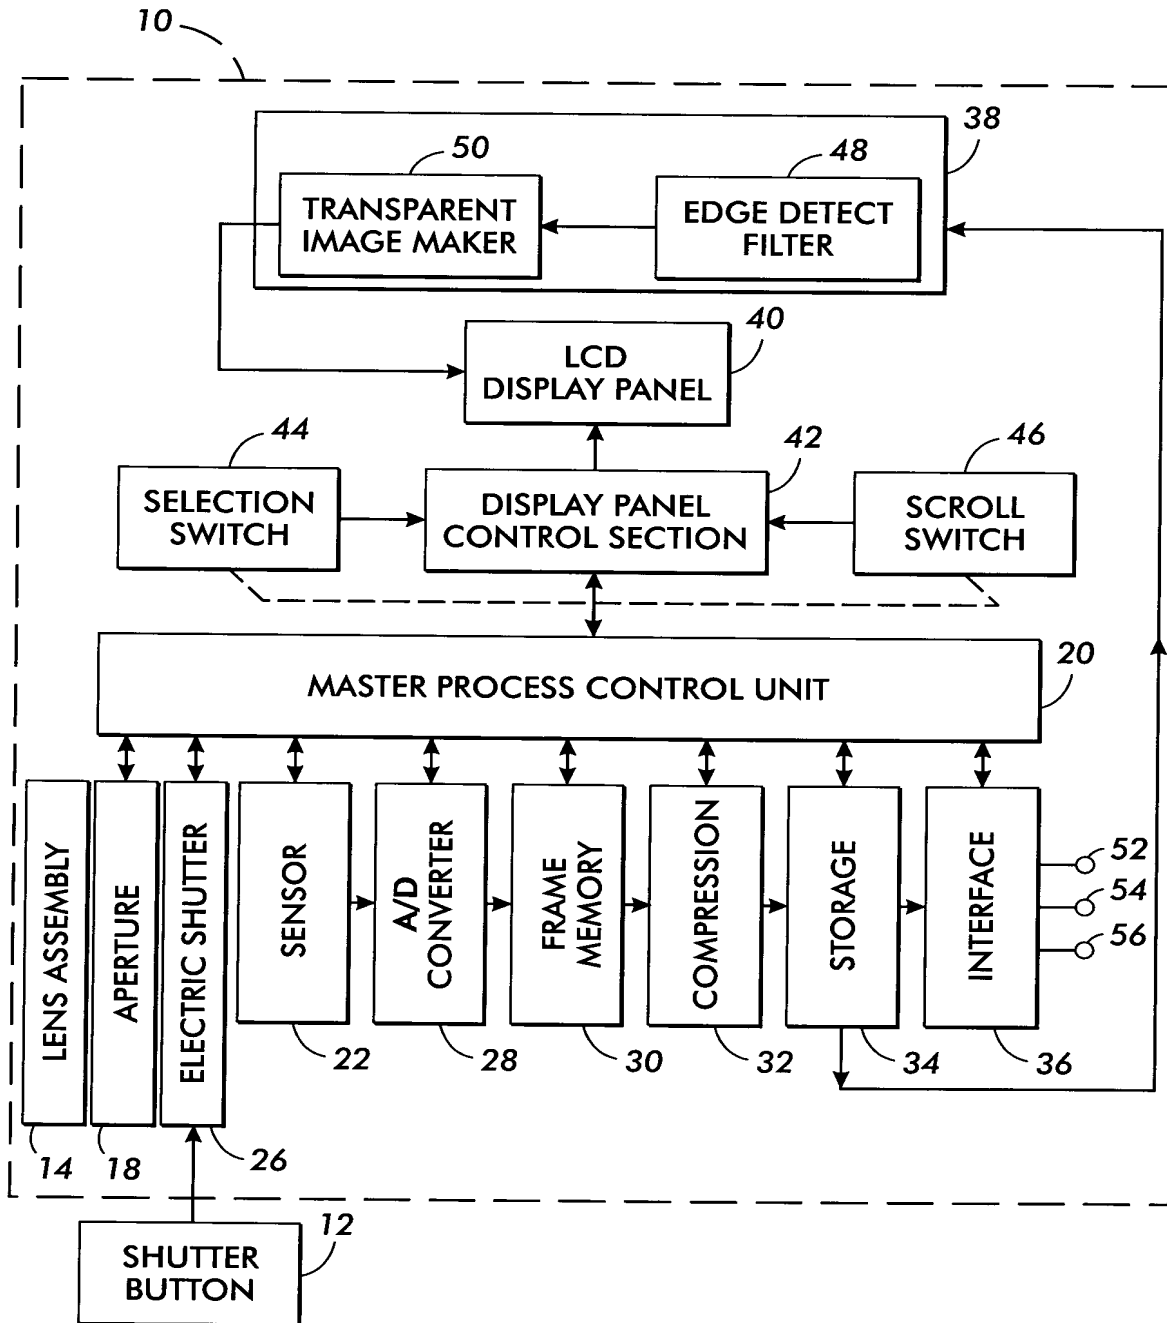 10
38
50
48
TRANSPARENT
IMAGE MAKER
EDGE DETECT
FILTER
40
LCD
DISPLAY PANEL
44
42
46
SELECTION
SWITCH
DISPLAY PANEL
CONTROL SECTION
SCROLL
SWITCH
20
MASTER PROCESS CONTROL UNIT
LENS ASSEMBLY
APERTURE
ELECTRIC SHUTTER
SENSOR
A/D
CONVERTER
FRAME
MEMORY
COMPRESSION
STORAGE
INTERFACE
52
54
56
22
28
30
32
34
36
14
18
26
12
SHUTTER
BUTTON